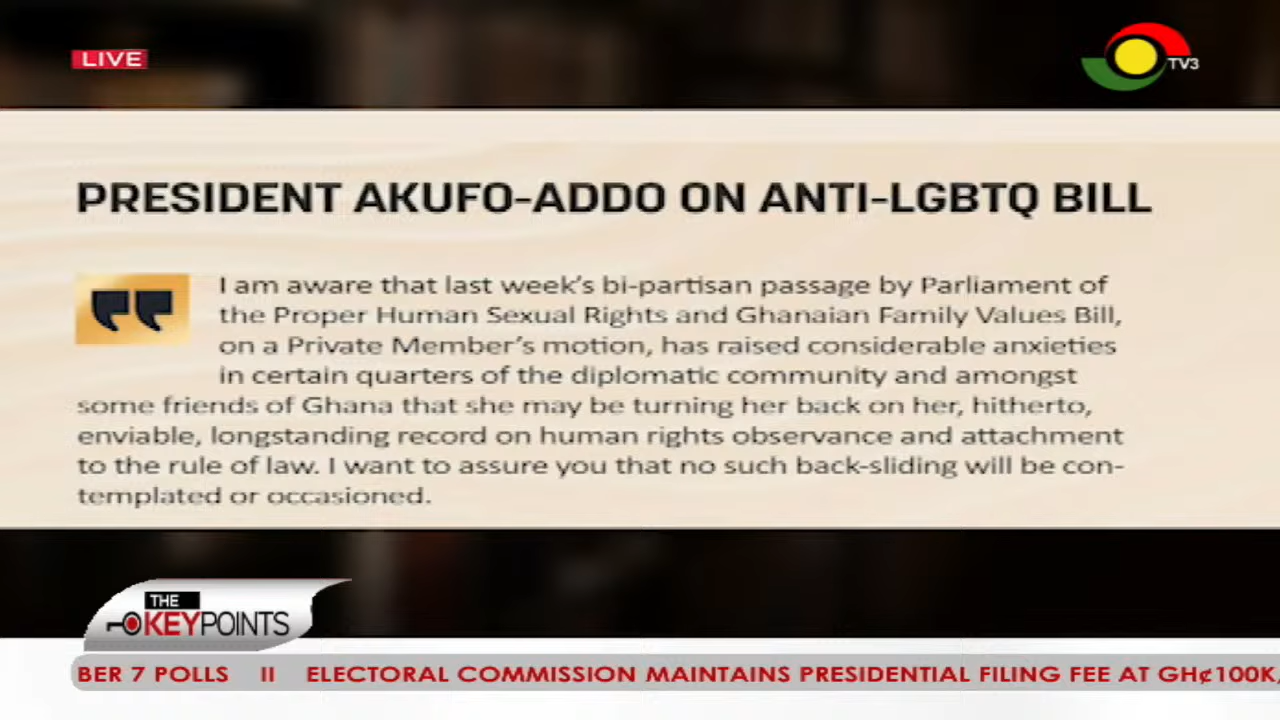 LIVE
TV3
PRESIDENT AKUFO-ADDO ON ANTI-LGBTQ BILL
I am aware that last week's bi-partisan passage by Parliament of
the Proper Human Sexual Rights and Ghanaian Family Values Bill,
on a Private Member's motion, has raised considerable anxieties
in certain quarters of the diplomatic community and amongst
some friends of Ghana that she may be turning her back on her, hitherto,
enviable, longstanding record on human rights observance and attachment
to the rule of law. I want to assure you that no such back-sliding will be con-
templated or occasioned.
THE
KEYPOINTS
BER 7 POLLS II ELECTORAL COMMISSION MAINTAINS PRESIDENTIAL FILING FEE AT GH¢100K,